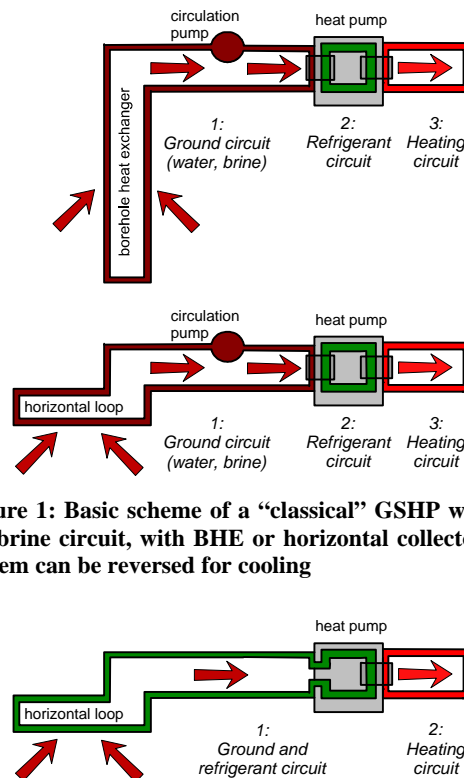 circulation
pump
heat pump
borehole heat exchanger
1:
Ground circuit
(water, brine)
2:
Refrigerant
circuit
3:
Heating
circuit
circulation
pump
heat pump
horizontal loop
1:
Ground circuit
(water, brine)
2:
Refrigerant
circuit
3:
Heating
circuit
ure 1: Basic scheme of a “classical” GSHP w
brine circuit, with BHE or horizontal collecto
em can be reversed for cooling
heat pump
horizontal loop
1:
Ground and
refrigerant circuit
2:
Heating
circuit